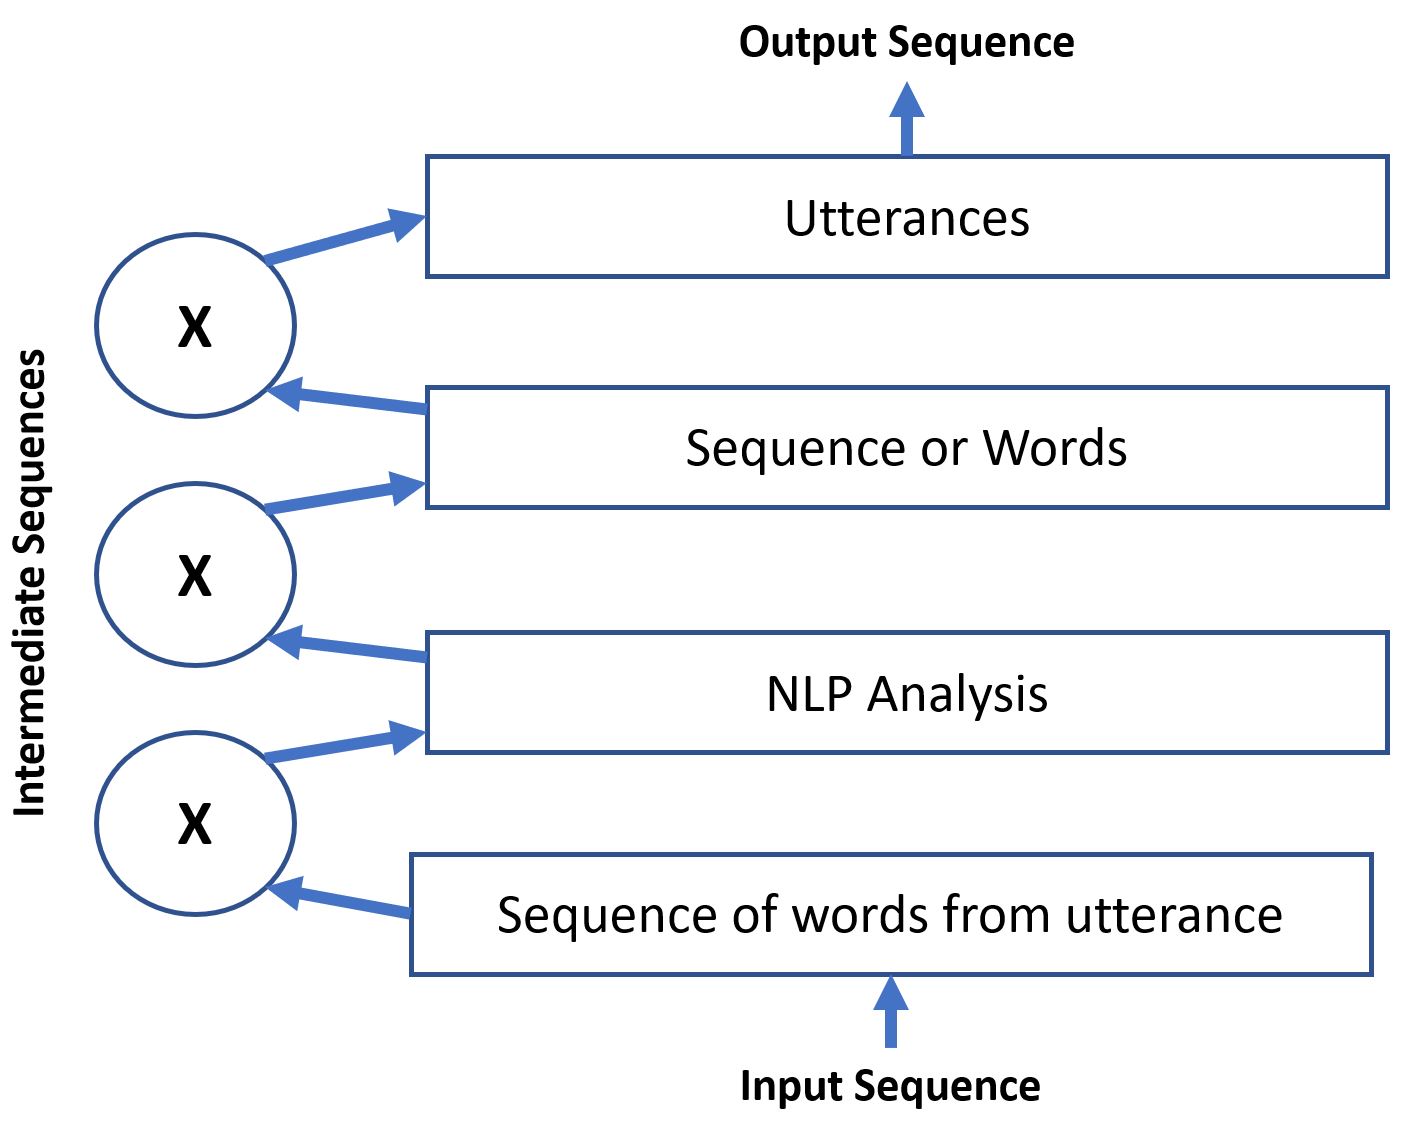 Output Sequence
Utterances
X
Sequence or Words
X
NLP Analysis
X
Sequence of words from utterance
Input Sequence
Intermediate Sequences